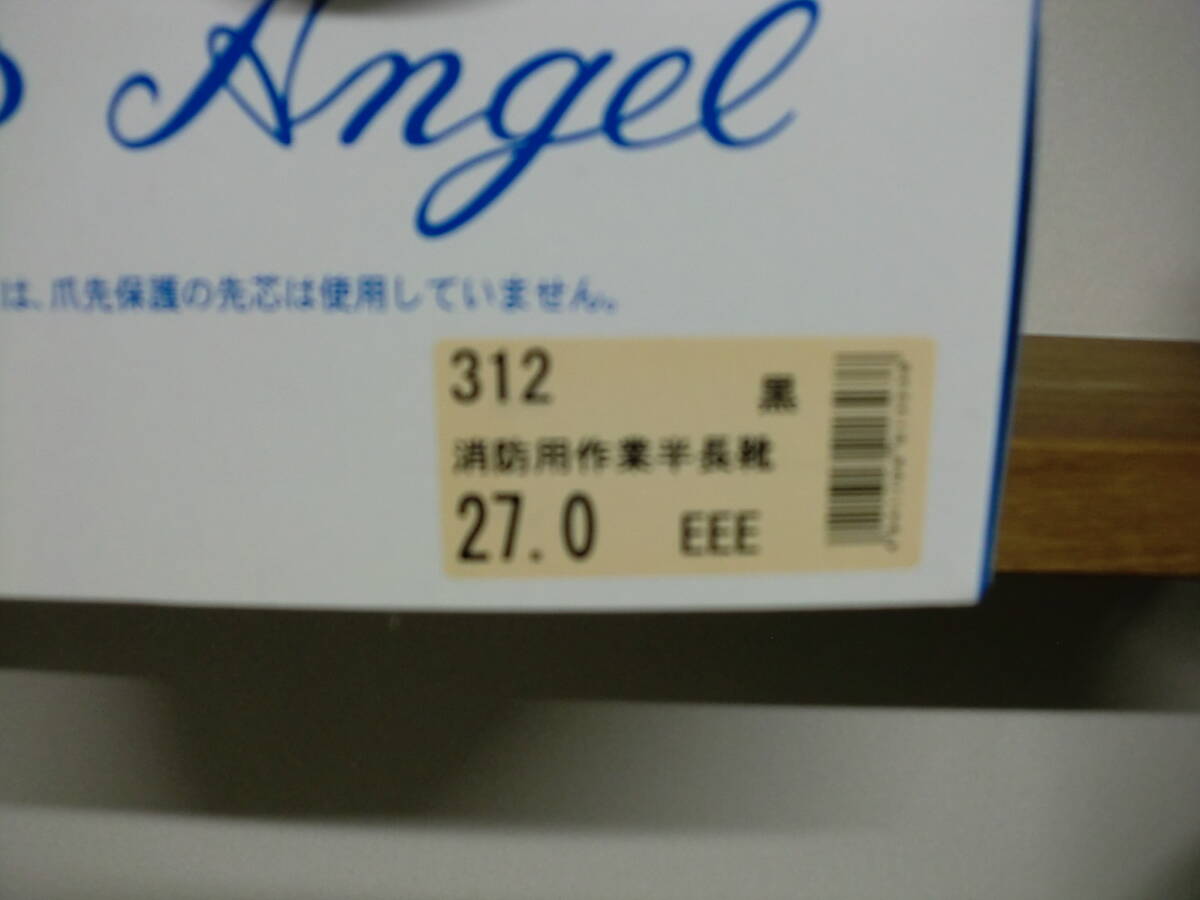 Angel
は、爪先保護の先芯は使用していません。
312 黒
消防用作業半長靴
27.0 EEE